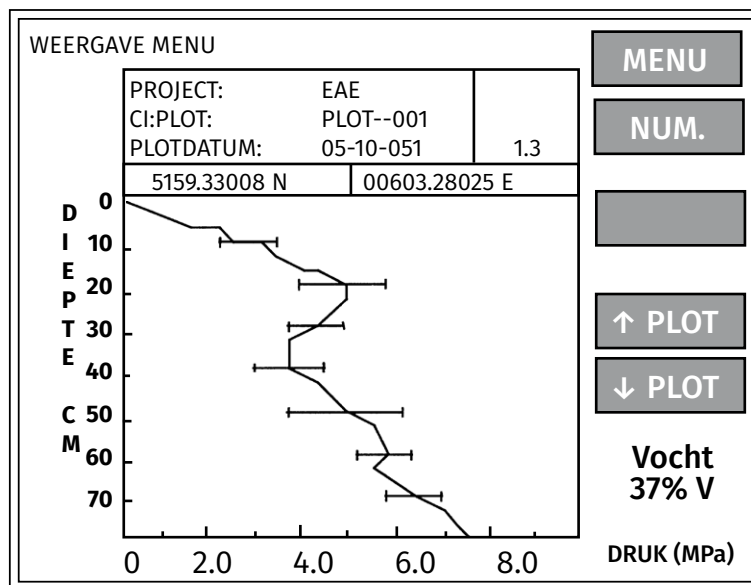 WEERGAVE MENU
PROJECT: EAE
CI:PLOT: PLOT--001
PLOTDATUM: 05-10-051 1.3
5159.33008 N 00603.28025 E
DIEPTE CM
0
10
20
30
40
50
60
70
0 2.0 4.0 6.0 8.0
MENU
NUM.
↑ PLOT
↓ PLOT
Vocht
37% V
DRUK (MPa)